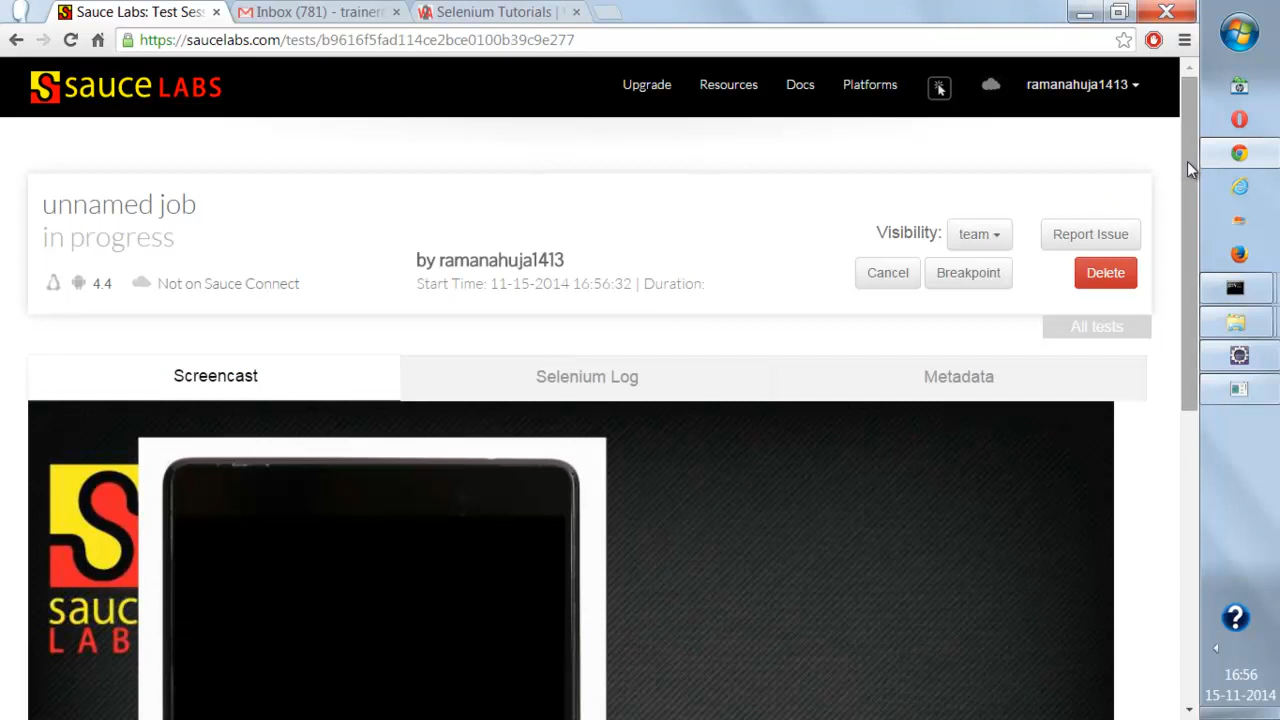 Sauce Labs: Test Ses
Inbox (781) - traineri
Selenium Tutorials |
https://saucelabs.com/tests/b9616f5fad114ce2bce0100b39c9e277
sauce LABS
Upgrade
Resources
Docs
Platforms
ramanahuja1413
unnamed job
in progress
4.4
Not on Sauce Connect
by ramanahuja1413
Start Time: 11-15-2014 16:56:32 | Duration:
Visibility:
team
Report Issue
Cancel
Breakpoint
Delete
All tests
Screencast
Selenium Log
Metadata
sauc
LAB
16:56
15-11-2014